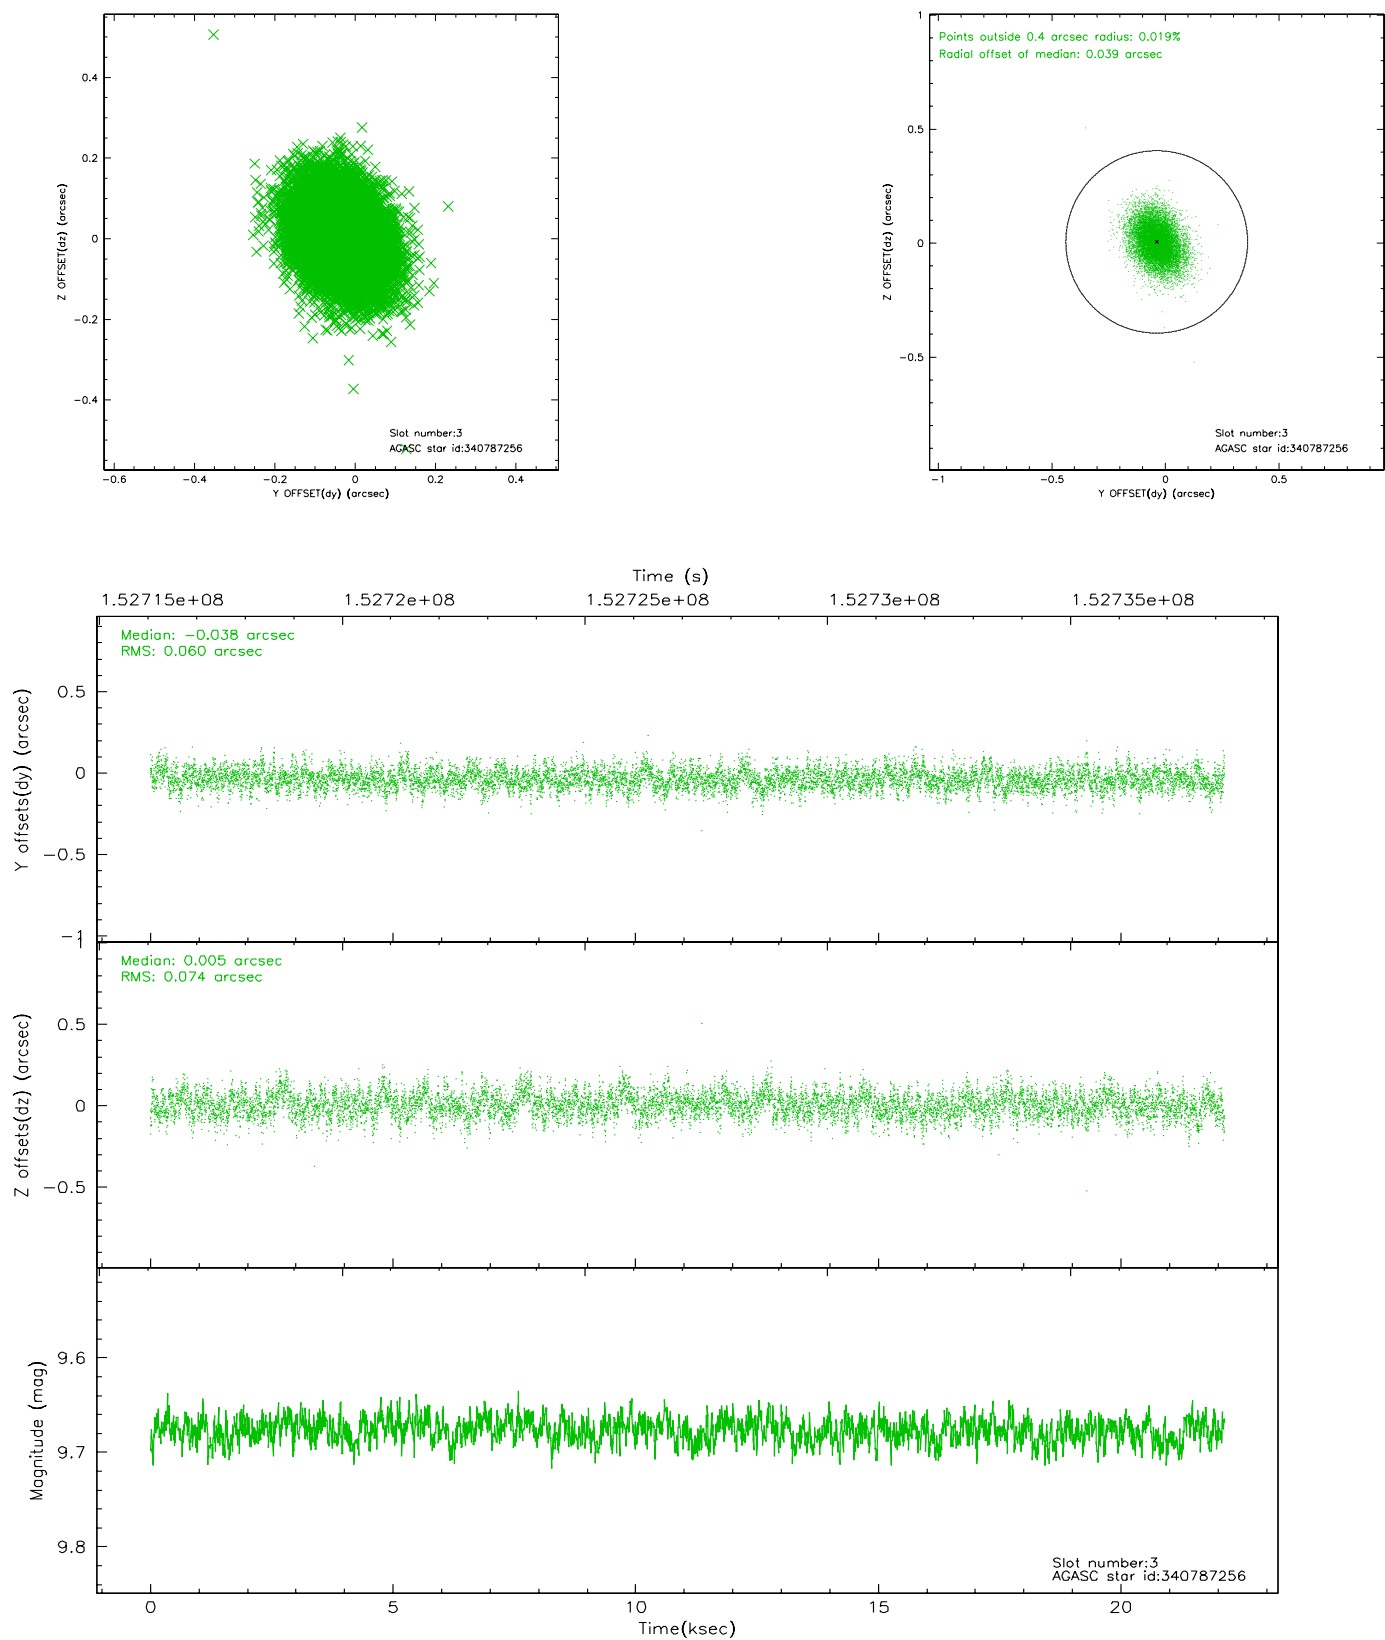 0.4
0.2
0
-0.2
-0.4
Z OFFSET(dz) (arcsec)
Slot number:3
AGASC star id:340787256
-0.6 -0.4 -0.2 0 0.2 0.4
Y OFFSET(dy) (arcsec)
1
0.5
0
-0.5
Z OFFSET(dz) (arcsec)
Points outside 0.4 arcsec radius: 0.019%
Radial offset of median: 0.039 arcsec
Slot number:3
AGASC star id:340787256
-1 -0.5 0 0.5
Y OFFSET(dy) (arcsec)
Time (s)
1.52715e+08 1.5272e+08 1.52725e+08 1.5273e+08 1.52735e+08
Median: -0.038 arcsec
RMS: 0.060 arcsec
0.5
0
-0.5
-1
Y offsets(dy) (arcsec)
Median: 0.005 arcsec
RMS: 0.074 arcsec
0.5
0
-0.5
Z offsets(dz) (arcsec)
9.6
9.7
9.8
Magnitude (mag)
Slot number:3
AGASC star id:340787256
0 5 10 15 20
Time(ksec)